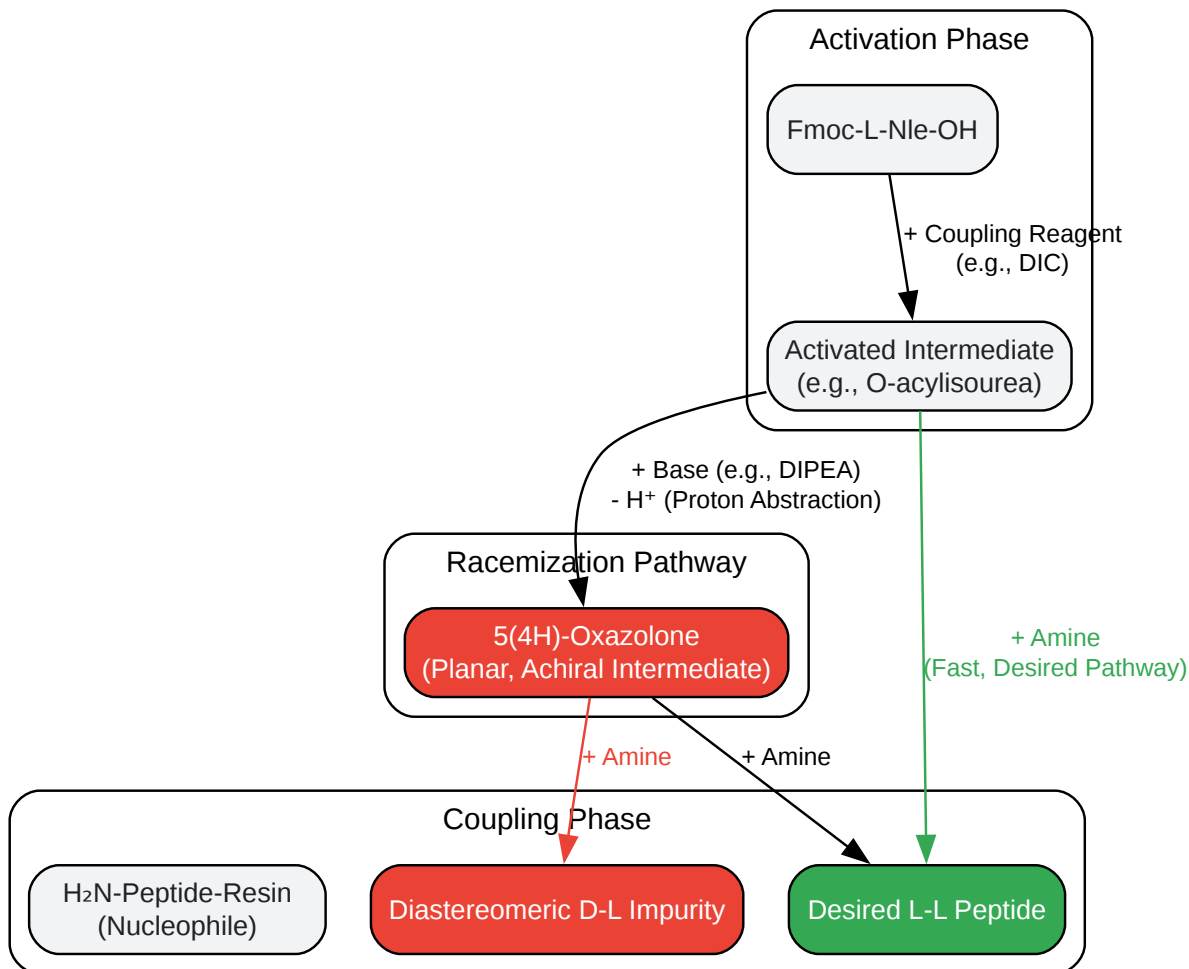 Activation Phase
Fmoc-L-Nle-OH
+ Coupling Reagent
(e.g., DIC)
Activated Intermediate
(e.g., O-acylisourea)
+ Base (e.g., DIPEA)
- H⁺ (Proton Abstraction)
Racemization Pathway
5(4H)-Oxazolone
(Planar, Achiral Intermediate)
+ Amine
(Fast, Desired Pathway)
+ Amine
+ Amine
Coupling Phase
H₂N-Peptide-Resin
(Nucleophile)
Diastereomeric D-L Impurity
Desired L-L Peptide